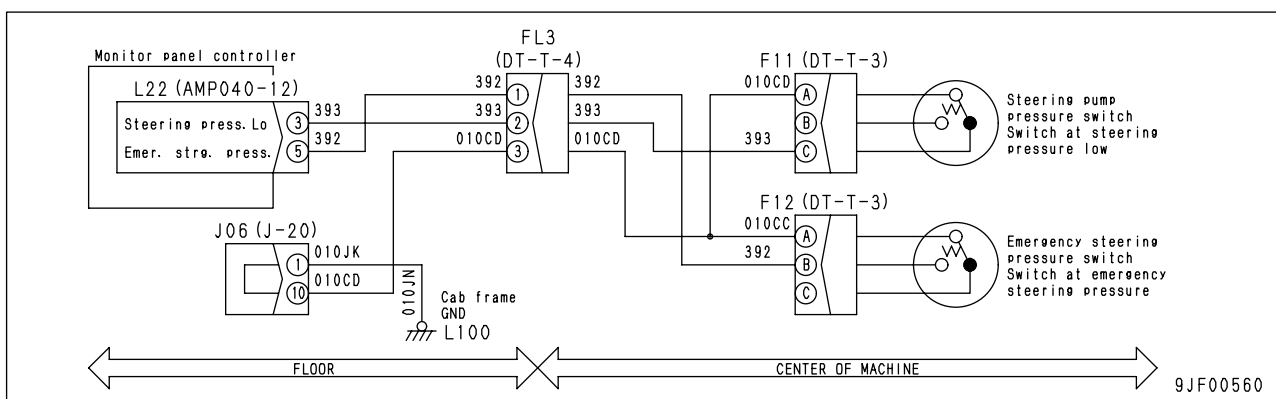 Monitor panel controller
L22 (AMP040-12)
Steering press. Lo
3
393
Emer. strg. press.
5
392
J06 (J-20)
1
010JK
10
010CD
010JN
Cab frame
GND
L100
FL3
(DT-T-4)
392
1
392
393
2
393
010CD
3
010CD
F11 (DT-T-3)
010CD
A
B
393
C
Steering pump
pressure switch
Switch at steering
pressure low
F12 (DT-T-3)
010CC
A
392
B
C
Emergency steering
pressure switch
Switch at emergency
steering pressure
FLOOR
CENTER OF MACHINE
9JF00560